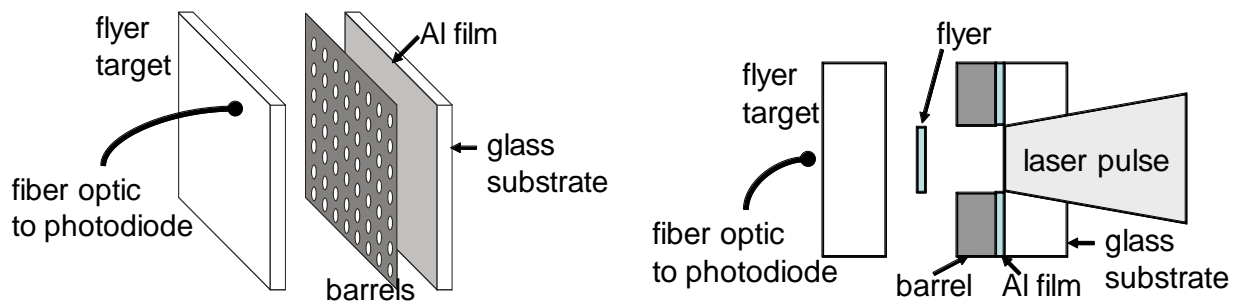 flyer
target
Al film
glass
substrate
fiber optic
to photodiode
barrels
flyer
flyer
target
laser pulse
fiber optic
to photodiode
barrel
Al film
glass
substrate